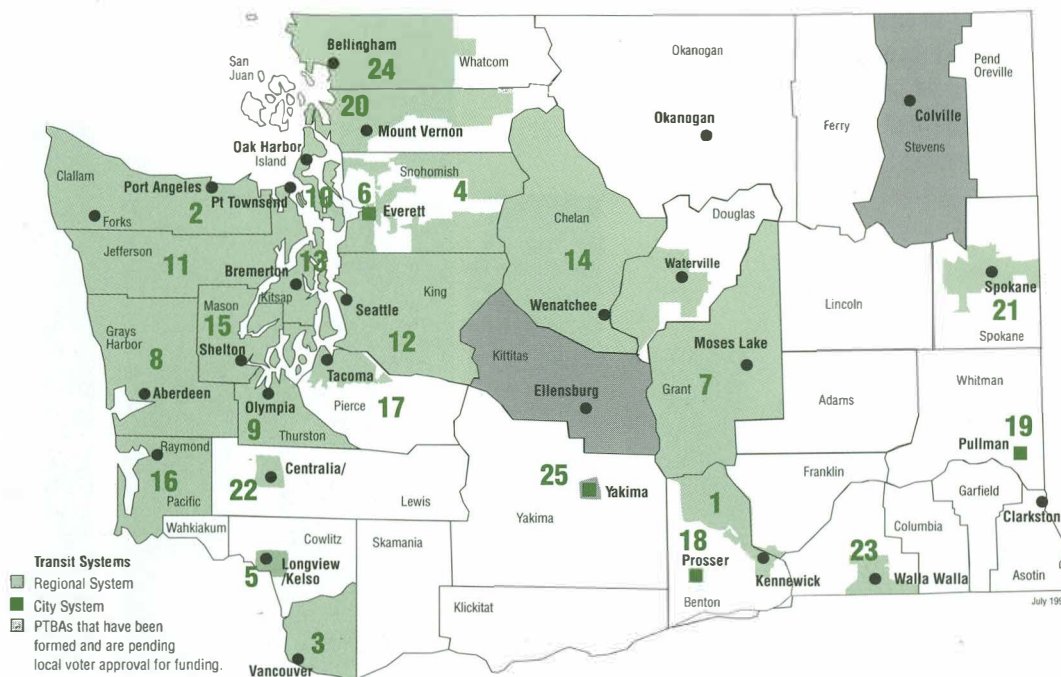 Bellingham
24
Whatcom
San
Juan
Okanogan
Pend
Oreville
20
Mount Vernon
Okanogan
Ferry
Colville
Stevens
Oak Harbor
Island
Snohomish
Clallam
Port Angeles
Pt Townsend
10
6
Everett
4
Douglas
Forks
2
Chelan
Jefferson
11
13
Bremerton
14
Waterville
Spokane
21
Mason
Kitsap
King
Seattle
Wenatchee
Lincoln
15
Grays
Harbor
12
Spokane
8
Shelton
Tacoma
Kittitas
Moses Lake
Aberdeen
Olympia
Pierce
17
Ellensburg
Grant
7
Whitman
Adams
9
Thurston
19
Pullman
Raymond
16
Centralia/
25
Yakima
Franklin
22
Pacific
Lewis
1
Garfield
Wahkiakum
Yakima
Columbia
Clarkston
Cowlitz
Skamania
18
Prosser
23
Transit Systems
5
Longview
/Kelso
Kennewick
Walla Walla
Asotin
Regional System
City System
Klickitat
Benton
July 199
PTBAs that have been
formed and are pending
local voter approval for funding.
3
Vancouver